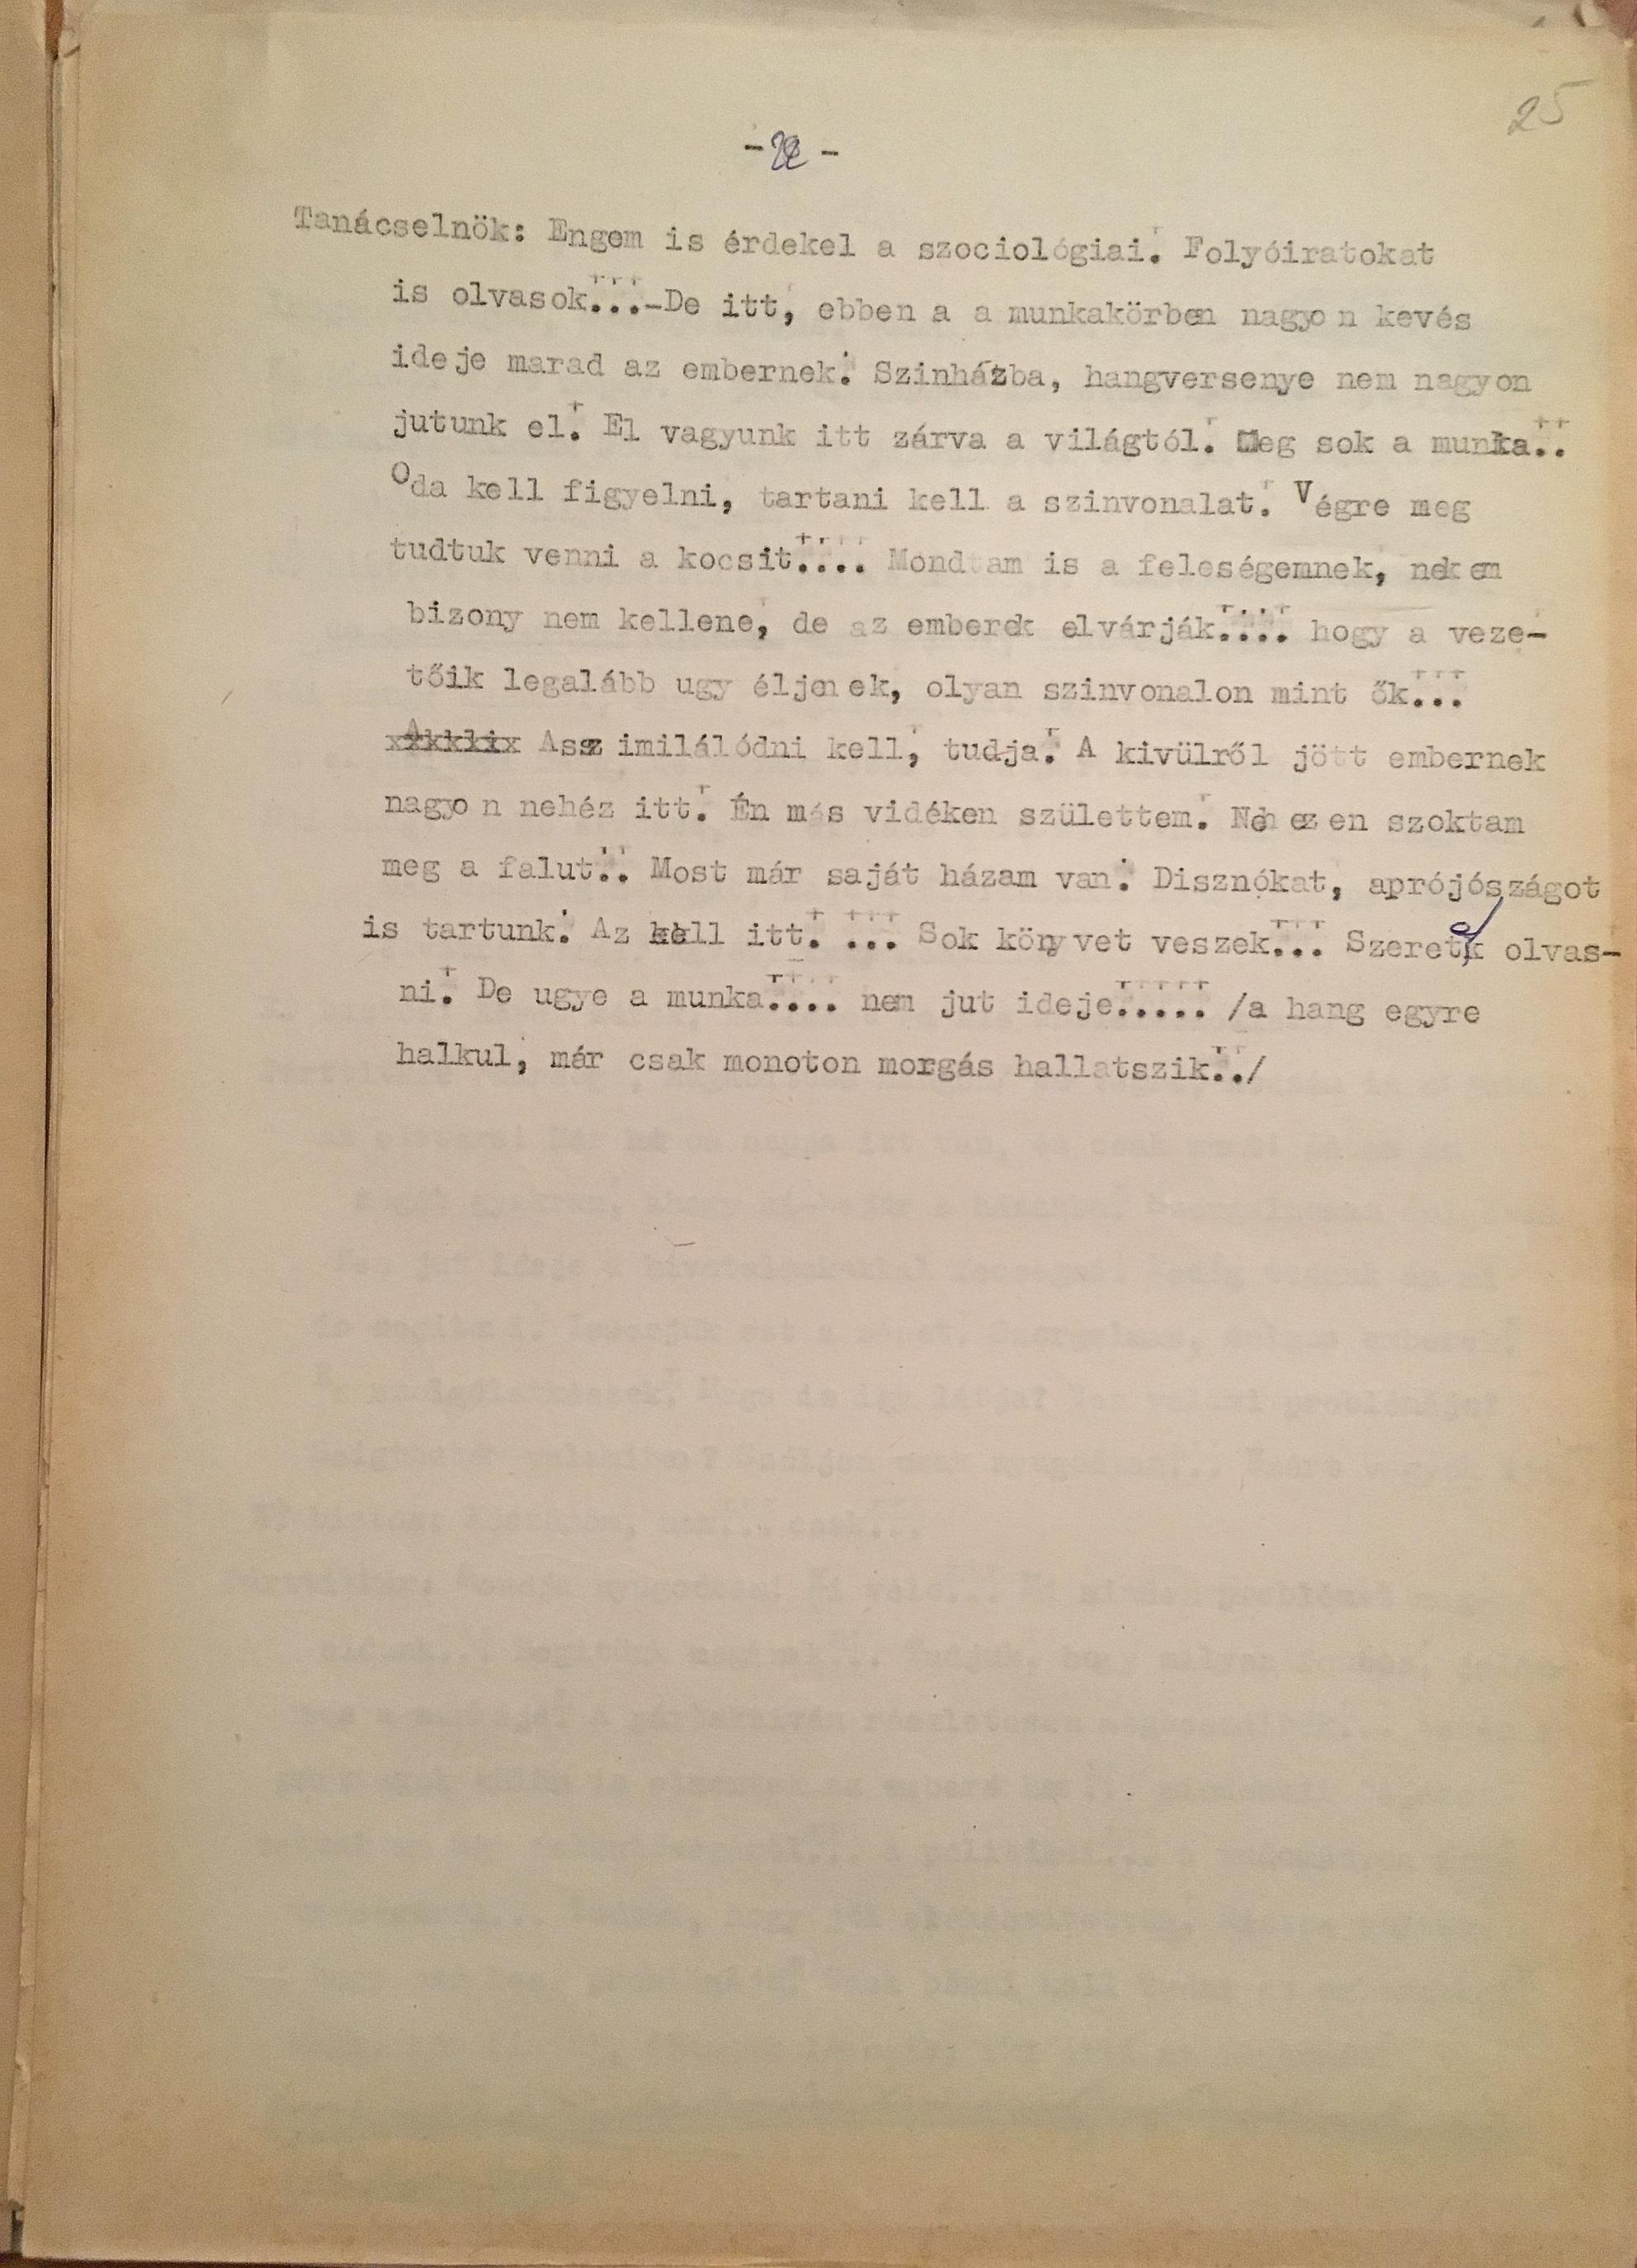 25
Tanácselnök: Engem is érdekel a szociológiai. Folyóiratokat
is olvasok...-De itt, ebben a a munkakörben nagyon kevés
ideje marad az embernek. Szinházba, hangversenye nem nagyon
jutunk el. El vagyunk itt zárva a világtól. Meg sok a munka..
Oda kell figyelni, tartani kell a szinvonalat. Végre meg
tudtuk venni a kocsit.... Mondtam is a feleségemnek, nekem
bizony nem kellene, de az emberek elvárják.... hogy a veze-
tőik legalább ugy éljenek, olyan szinvonalon mint ők...
Asszimilálódni kell, tudja. A kivülről jött embernek
nagyon nehéz itt. Én más vidéken születtem. Nehezen szoktam
meg a falut.. Most már saját házam van. Disznókat, aprójószágot
is tartunk. Az kell itt. ... Sok könyvet veszek... Szeretek olvas-
ni. De ugye a munka.... nem jut ideje..... /a hang egyre
halkul, már csak monoton morgás hallatszik../